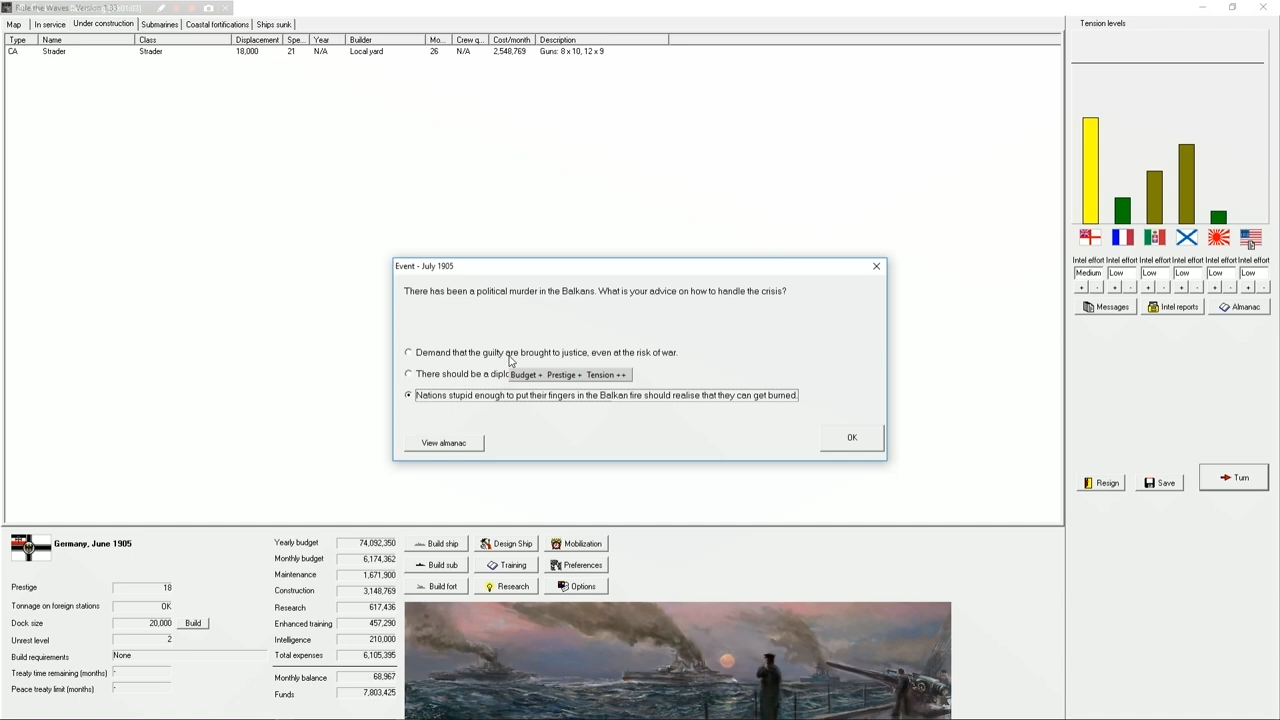 Rule the Waves - Version 1.33
Map In service Under construction Submarines Coastal fortifications Ships sunk
Type Name Class Displacement Spe... Year Builder Mo... Crew q... Cost/month Description
CA Strader Strader 18,000 21 N/A Local yard 26 N/A 2,548,769 Guns: 8 x 10, 12 x 9
Tension levels
Intel effort Intel effort Intel effort Intel effort Intel effort Intel effort
Medium Low Low Low Low Low
+ - + - + - + - + - + -
Messages Intel reports Almanac
Event - July 1905
There has been a political murder in the Balkans. What is your advice on how to handle the crisis?
Demand that the guilty are brought to justice, even at the risk of war.
There should be a diplo
Budget + Prestige + Tension ++
Nations stupid enough to put their fingers in the Balkan fire should realise that they can get burned.
View almanac OK
Resign Save Turn
Germany, June 1905
Prestige 18
Tonnage on foreign stations OK
Dock size 20,000 Build
Unrest level 2
Build requirements None
Treaty time remaining (months) -
Peace treaty limit (months) -
Yearly budget 74,092,350
Monthly budget 6,174,362
Maintenance 1,671,900
Construction 3,148,769
Research 617,436
Enhanced training 457,290
Intelligence 210,000
Total expenses 6,105,395
Monthly balance 68,967
Funds 7,803,425
Build ship Design Ship Mobilization
Build sub Training Preferences
Build fort Research Options